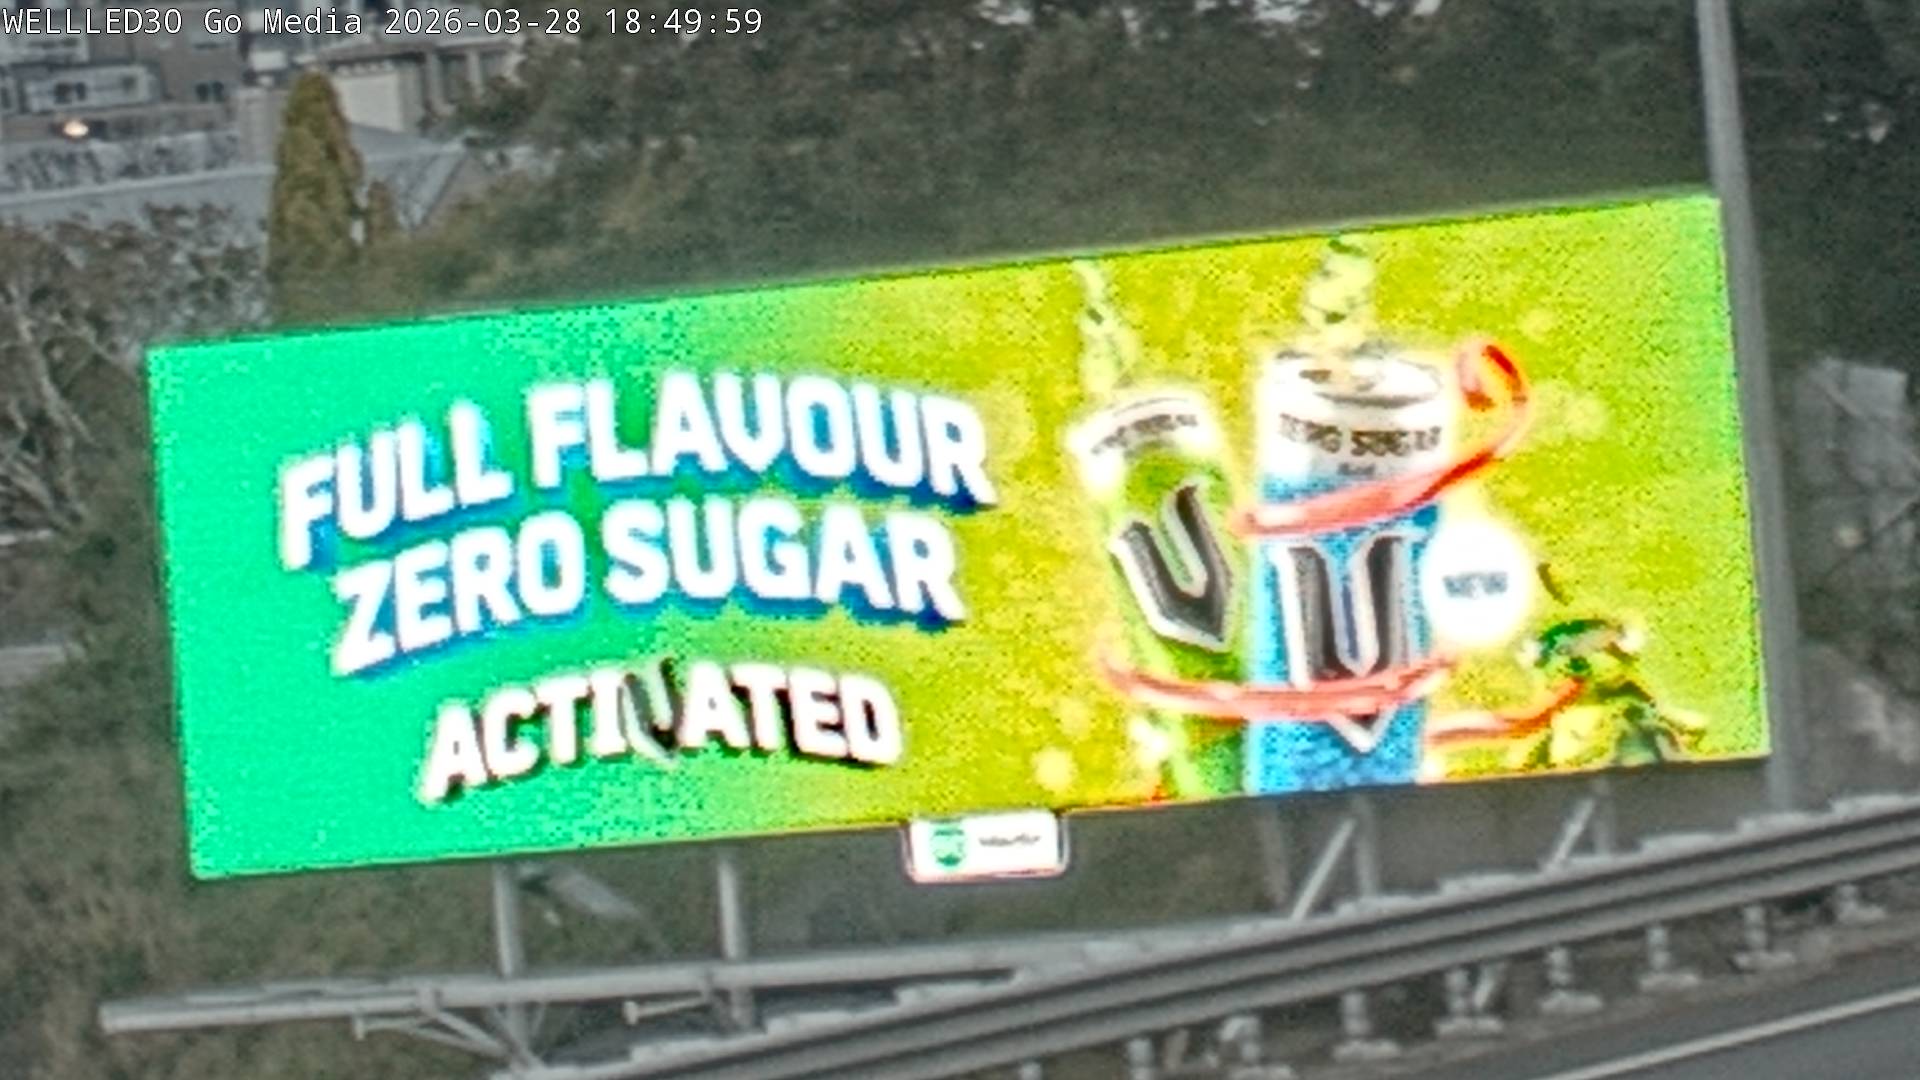 WELLLED30 Go Media 2026-03-28 18:49:59
FULL FLAVOUR
ZERO SUGAR
ACTIVATED
ZERO SUGAR
V
V
NEW